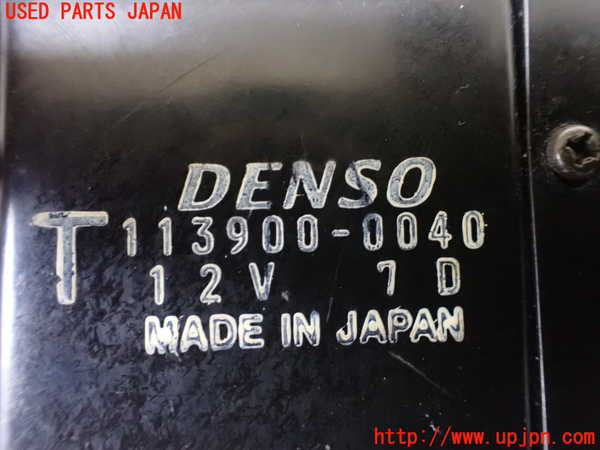 USED PARTS JAPAN
DENSO
T 113900-0040
12V 7D
MADE IN JAPAN
http://www.upjpn.com/